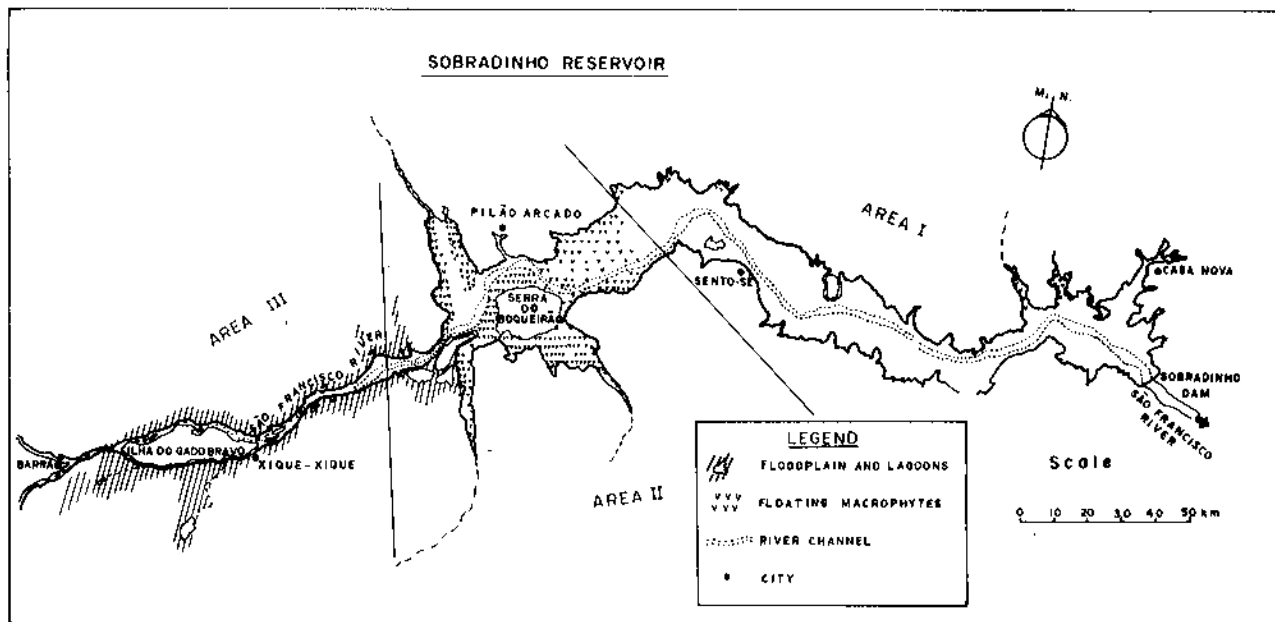 SOBRADINHO RESERVOIR
M. N.
AREA I
PILÃO ARCADO
CASA NOVA
SENTO-SÉ
SERRA
DO
BOQUEIRÃO
AREA III
SÃO FRANCISCO RIVER
SOBRADINHO
DAM
SÃO FRANCISCO
RIVER
BARRA
ILHA DO GADO BRAVO
XIQUE-XIQUE
AREA II
LEGEND
FLOODPLAIN AND LAGOONS
FLOATING MACROPHYTES
RIVER CHANNEL
CITY
Scale
0 10 20 30 40 50 km